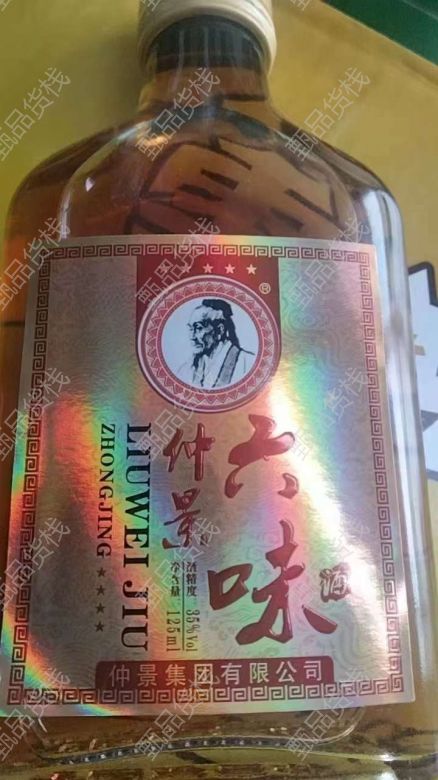 ★★★★★
®
六味酒
仲景
LIUWEI JIU
ZHONGJING ★★★★
酒精度 35%Vol
净含量 125ml
仲景集团有限公司
甄品货栈